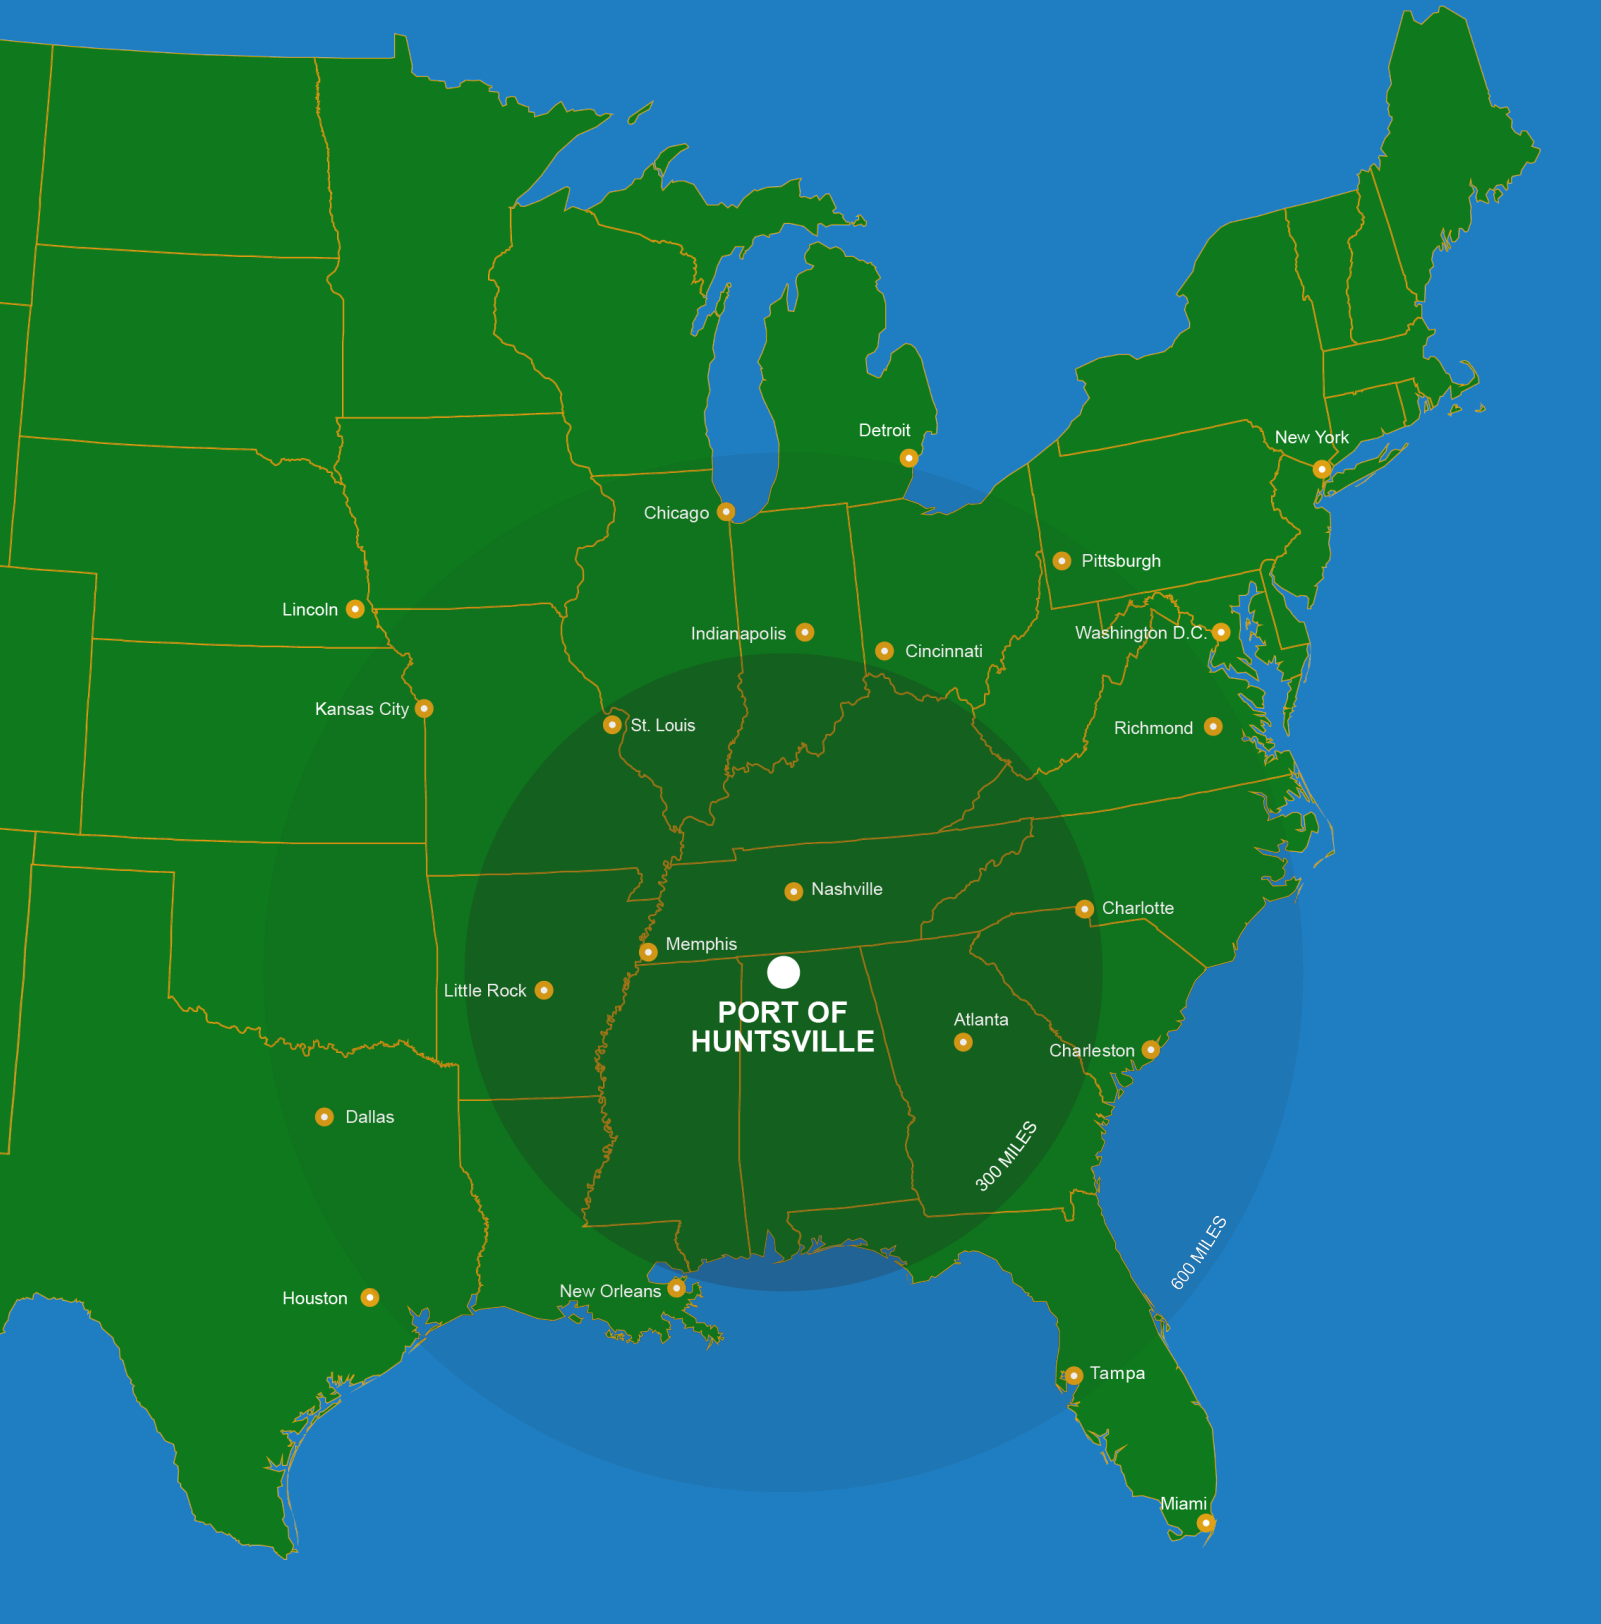 Detroit
New York
Chicago
Pittsburgh
Lincoln
Indianapolis
Washington D.C.
Cincinnati
Kansas City
St. Louis
Richmond
Nashville
Charlotte
Memphis
Little Rock
PORT OF
HUNTSVILLE
Atlanta
Charleston
Dallas
300 MILES
600 MILES
New Orleans
Houston
Tampa
Miami